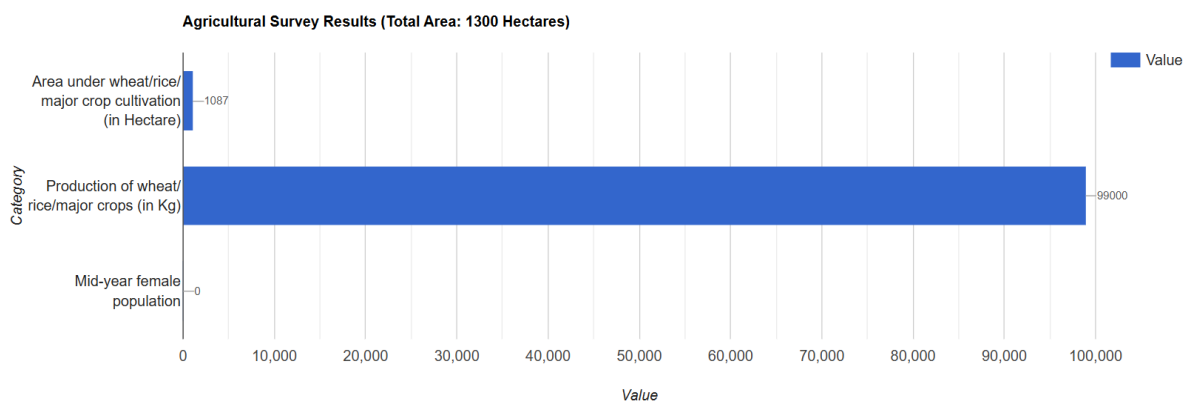 Agricultural Survey Results (Total Area: 1300 Hectares)
Value
Area under wheat/rice/
major crop cultivation
(in Hectare)
1087
Category
Production of wheat/
rice/major crops (in Kg)
99000
Mid-year female
population
0
0
10,000
20,000
30,000
40,000
50,000
60,000
70,000
80,000
90,000
100,000
Value